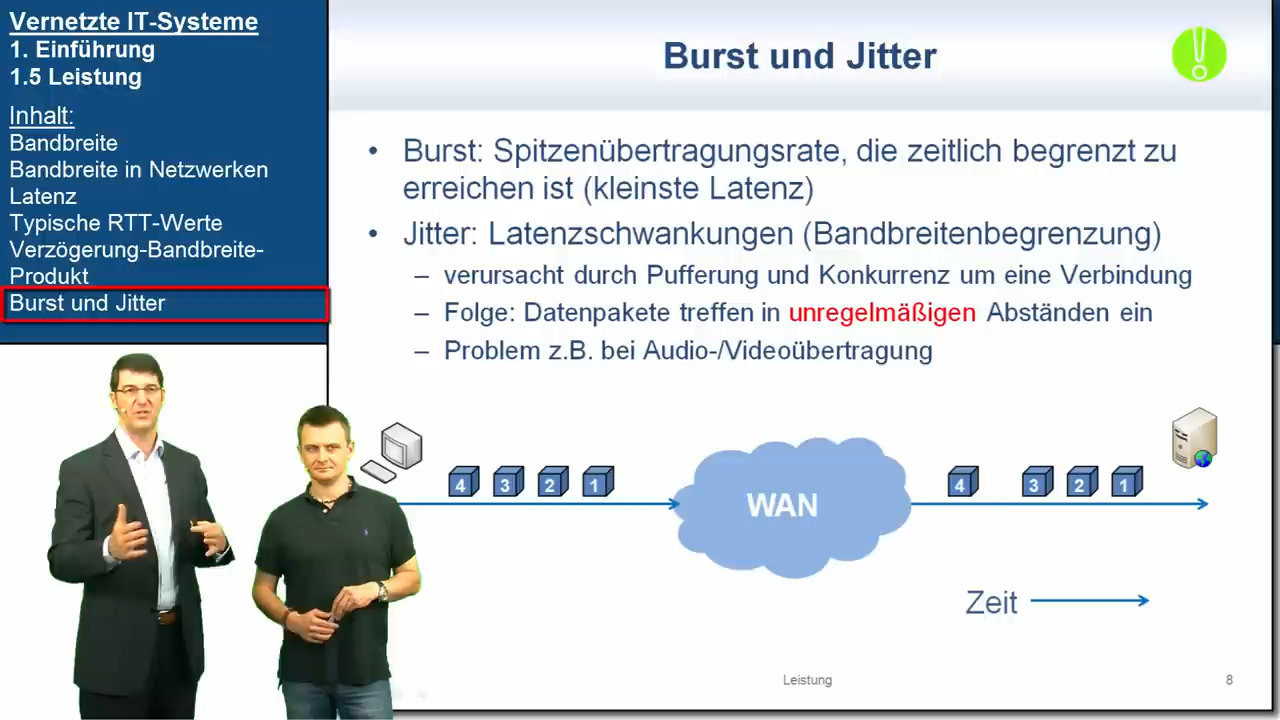 Vernetzte IT-Systeme
1. Einführung
1.5 Leistung
Inhalt:
Bandbreite
Bandbreite in Netzwerken
Latenz
Typische RTT-Werte
Verzögerung-Bandbreite-
Produkt
Burst und Jitter
Burst und Jitter
• Burst: Spitzenübertragungsrate, die zeitlich begrenzt zu
erreichen ist (kleinste Latenz)
• Jitter: Latenzschwankungen (Bandbreitenbegrenzung)
– verursacht durch Pufferung und Konkurrenz um eine Verbindung
– Folge: Datenpakete treffen in unregelmäßigen Abständen ein
– Problem z.B. bei Audio-/Videoübertragung
4 3 2 1
WAN
4 3 2 1
Zeit
Leistung
8